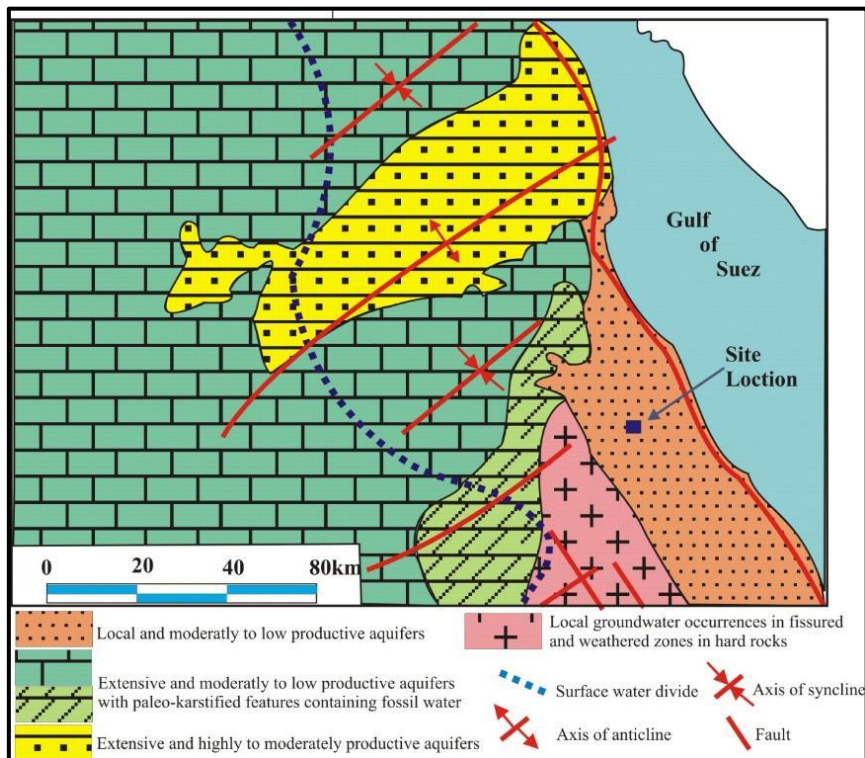 Gulf
of
Suez
Site
Loction
0 20 40 80km
Local and moderatly to low productive aquifers
Extensive and moderatly to low productive aquifers
with paleo-karstified features containing fossil water
Extensive and highly to moderately productive aquifers
Local groundwater occurrences in fissured
and weathered zones in hard rocks
Surface water divide
Axis of syncline
Axis of anticline
Fault